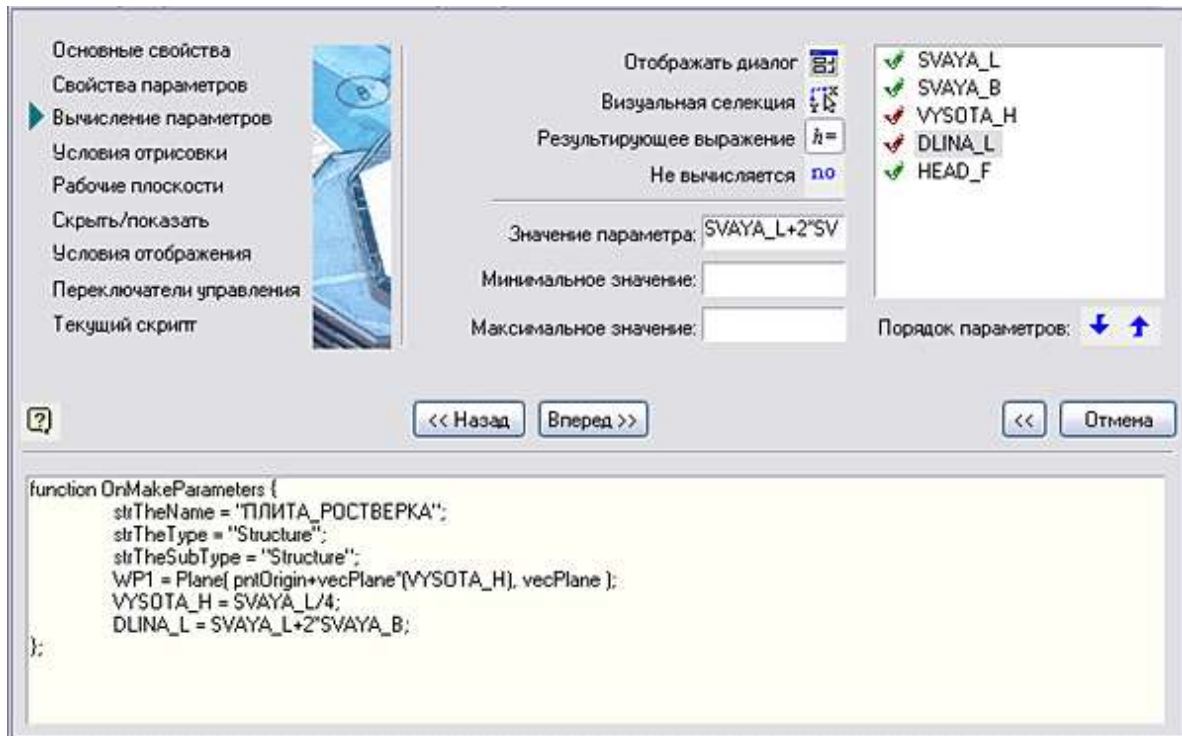 Основные свойства
Свойства параметров
Вычисление параметров
Условия отрисовки
Рабочие плоскости
Скрыть/показать
Условия отображения
Переключатели управления
Текущий скрипт
Отображать диалог
Визуальная селекция
Результирующее выражение h=
Не вычисляется no
Значение параметра: SVAYA_L+2*SV
Минимальное значение:
Максимальное значение:
SVAYA_L
SVAYA_B
VYSOTA_H
DLINA_L
HEAD_F
Порядок параметров:
?
<< Назад
Вперед >>
<<
Отмена
function OnMakeParameters {
strTheName = "ПЛИТА_РОСТВЕРКА";
strTheType = "Structure";
strTheSubType = "Structure";
WP1 = Plane( pntOrigin+vecPlane*(VYSOTA_H), vecPlane );
VYSOTA_H = SVAYA_L/4;
DLINA_L = SVAYA_L+2*SVAYA_B;
};